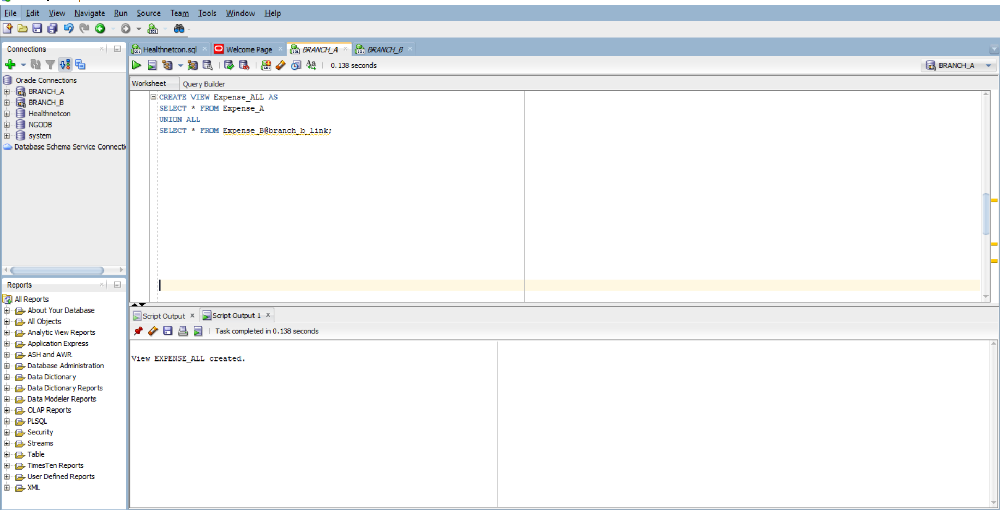 File Edit View Navigate Run Source Team Tools Window Help
Connections
Oracle Connections
BRANCH_A
BRANCH_B
Healthnetcon
NGODB
system
Database Schema Service Connecti
Reports
All Reports
About Your Database
All Objects
Analytic View Reports
Application Express
ASH and AWR
Database Administration
Data Dictionary
Data Dictionary Reports
Data Modeler Reports
OLAP Reports
PLSQL
Security
Streams
Table
TimesTen Reports
User Defined Reports
XML
Healthnetcon.sql Welcome Page BRANCH_A BRANCH_B
0.138 seconds BRANCH_A
Worksheet Query Builder
CREATE VIEW Expense_ALL AS
SELECT * FROM Expense_A
UNION ALL
SELECT * FROM Expense_B@branch_b_link;
Script Output x Script Output 1 x
Task completed in 0.138 seconds
View EXPENSE_ALL created.